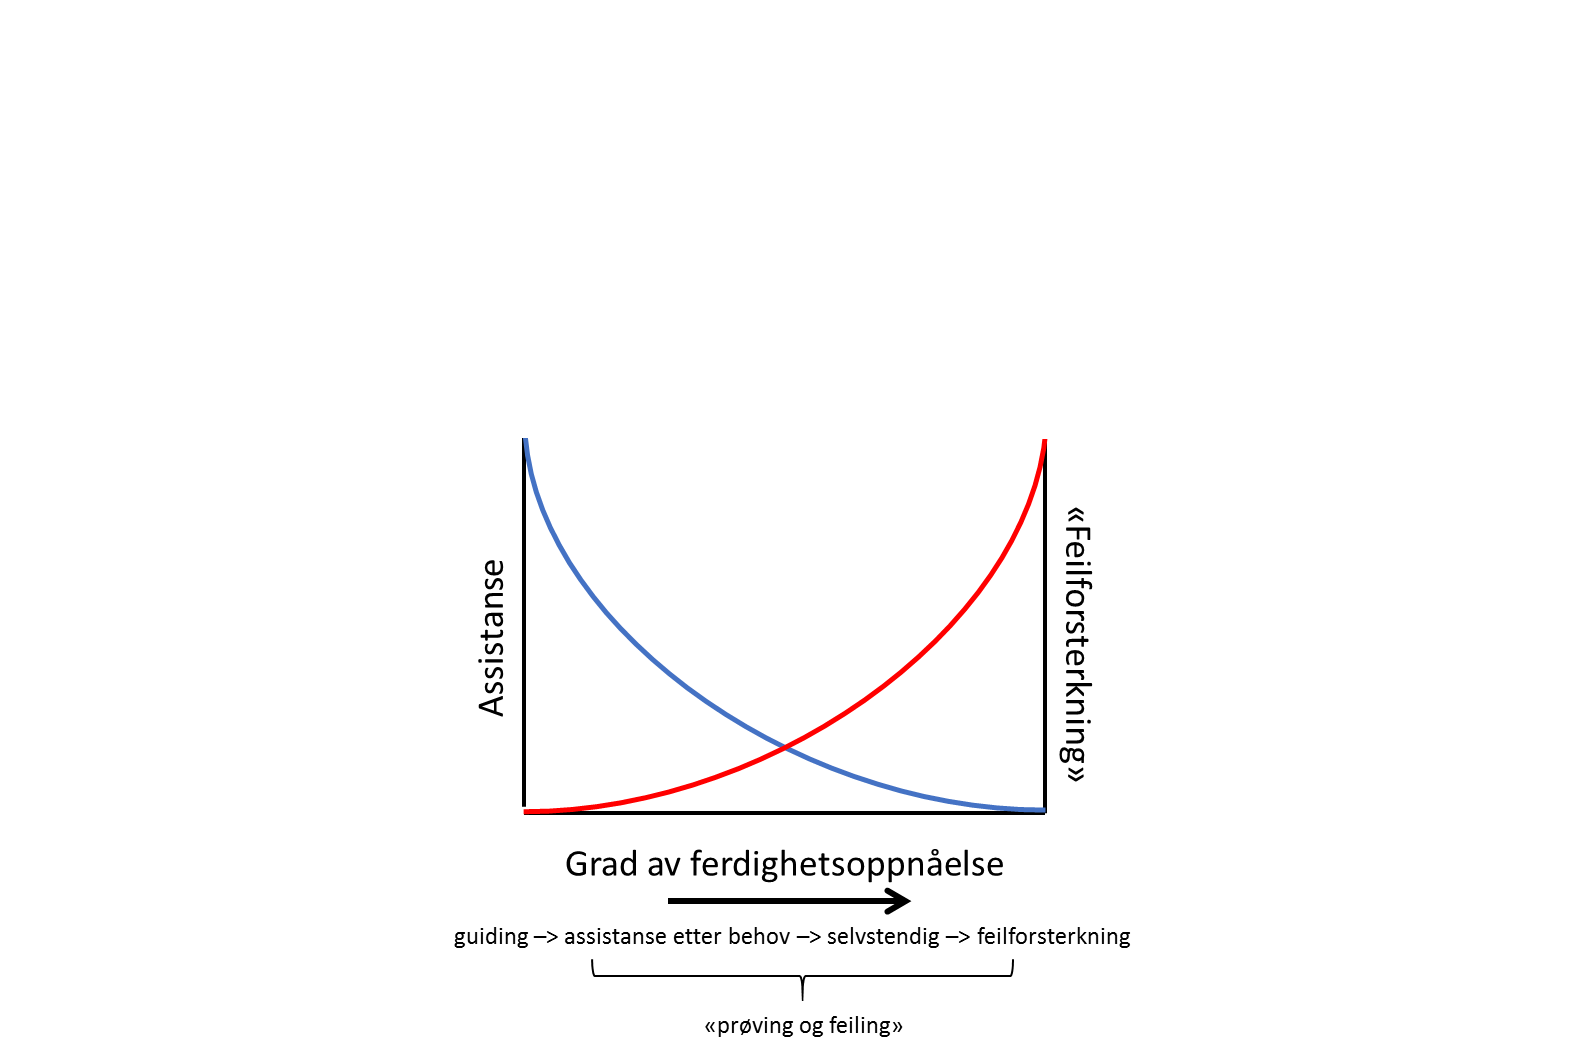 Assistanse
«Feilforsterkning»
Grad av ferdighetsoppnåelse
guiding –> assistanse etter behov –> selvstendig –> feilforsterkning
«prøving og feiling»